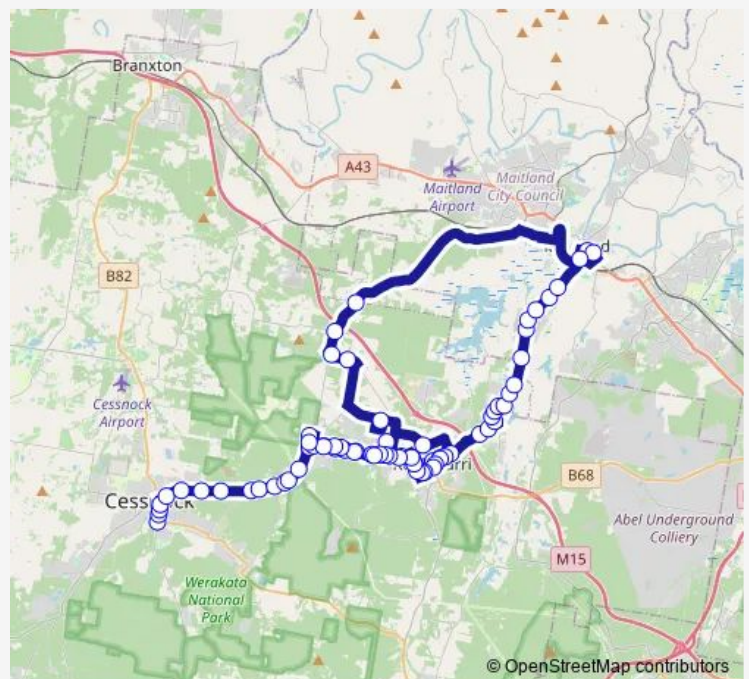 Branxton
A43
Maitland
Airport
Maitland
City Council
B82
Cessnock
Airport
B68
Abel Underground
Colliery
M15
Werakata
National
Park
© OpenStreetMap contributors